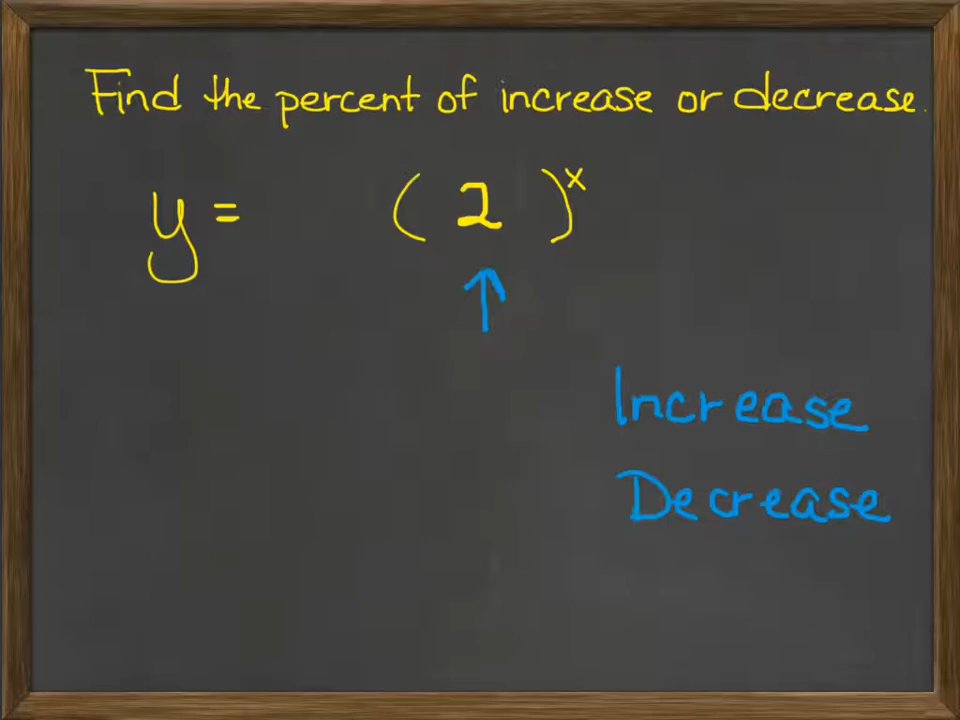 Find the percent of increase or decrease.
y = ( 2 )^x
↑
Increase
Decrease